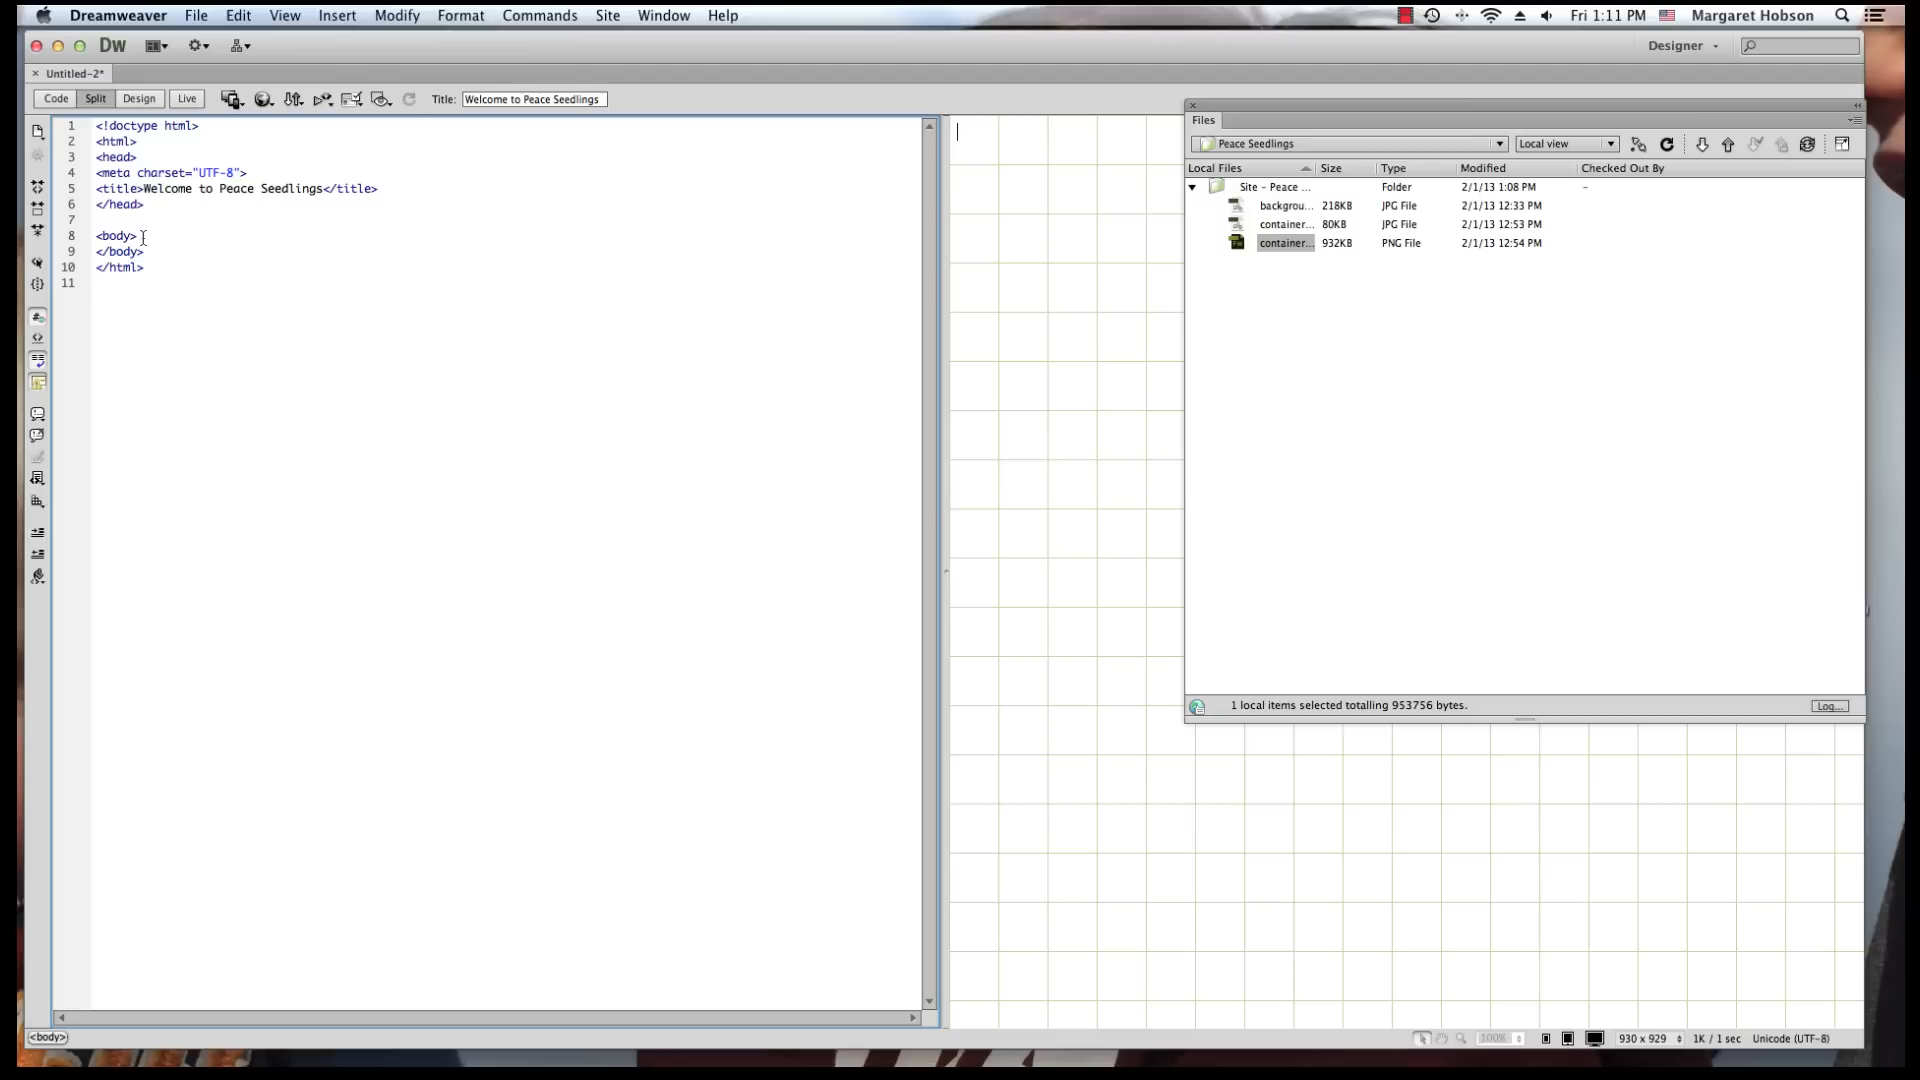 Dreamweaver File Edit View Insert Modify Format Commands Site Window Help Fri 1:11 PM Margaret Hobson
Dw Designer
Untitled-2*
Code Split Design Live Title: Welcome to Peace Seedlings
1 <!doctype html>
2 <html>
3 <head>
4 <meta charset="UTF-8">
5 <title>Welcome to Peace Seedlings</title>
6 </head>
7
8 <body>
9 </body>
10 </html>
11
Files
Peace Seedlings Local view
Local Files Size Type Modified Checked Out By
Site - Peace ... Folder 2/1/13 1:08 PM -
backgrou... 218KB JPG File 2/1/13 12:33 PM
container... 80KB JPG File 2/1/13 12:53 PM
container... 932KB PNG File 2/1/13 12:54 PM
1 local items selected totalling 953756 bytes. Log...
<body> 100% 930 x 929 1K / 1 sec Unicode (UTF-8)